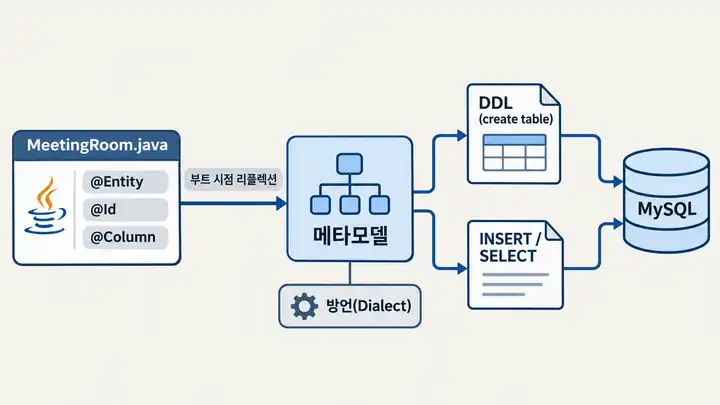 MeetingRoom.java
@Entity
@Id
@Column
부트 시점 리플렉션
메타모델
방언(Dialect)
DDL
(create table)
INSERT /
SELECT
MySQL